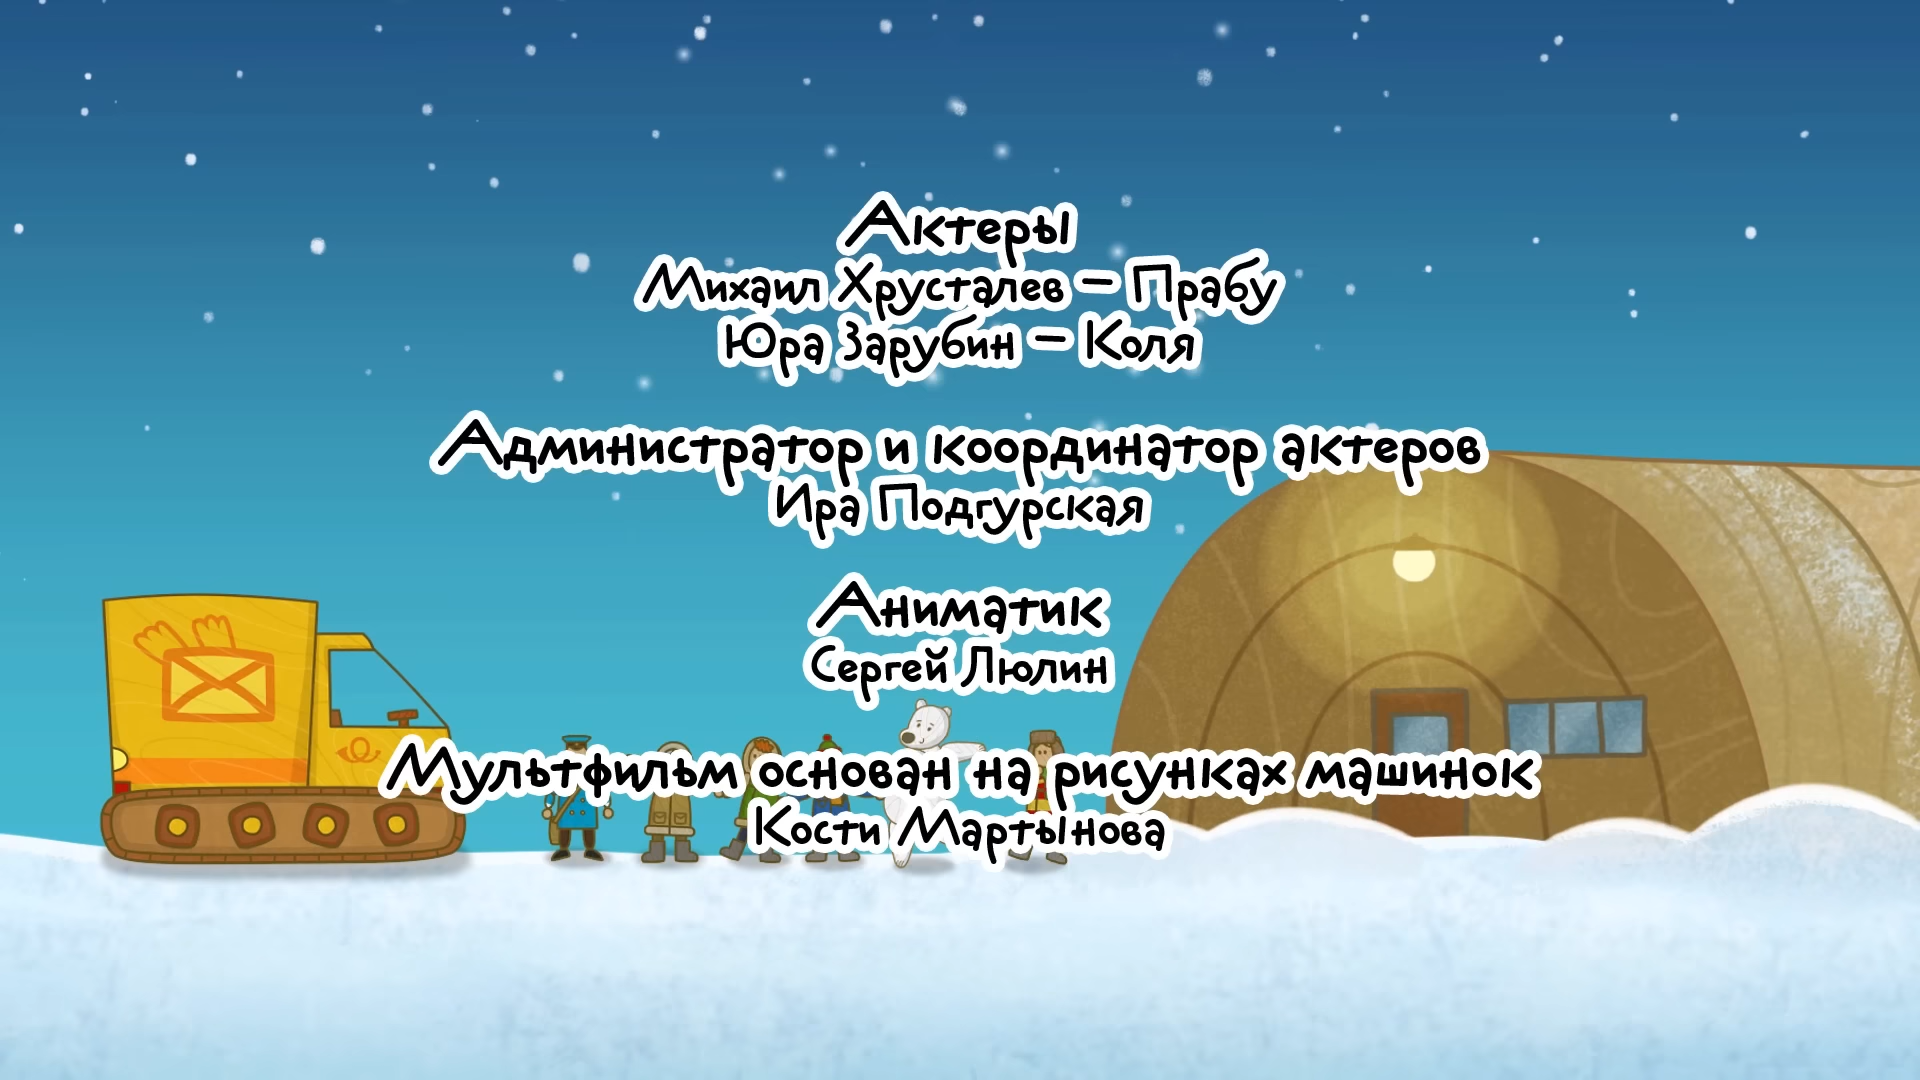 Актеры
Михаил Хрусталев – Прабу
Юра Зарубин – Коля
Администратор и координатор актеров
Ира Подгурская
Аниматик
Сергей Люлин
Мультфильм основан на рисунках машинок
Кости Мартынова